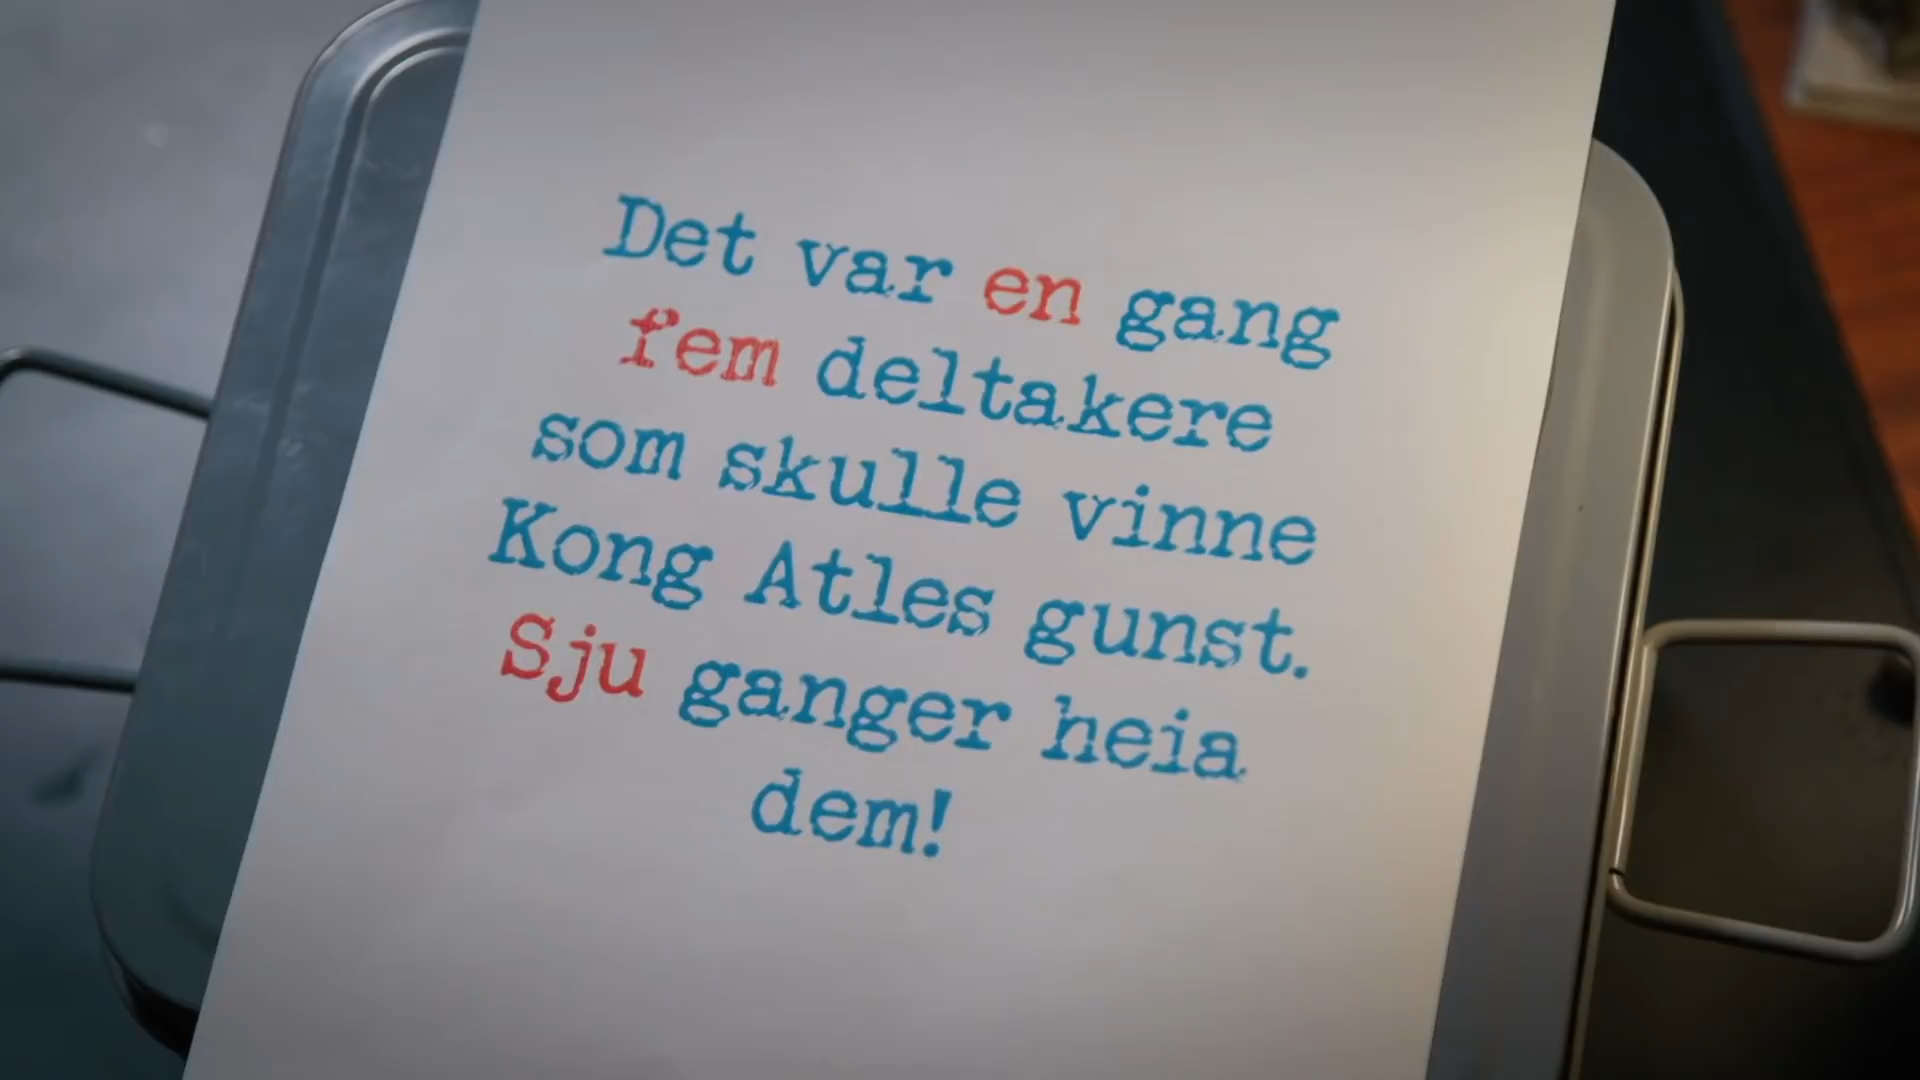 Det var en gang
fem deltakere
som skulle vinne
Kong Atles gunst.
Sju ganger heia
dem!